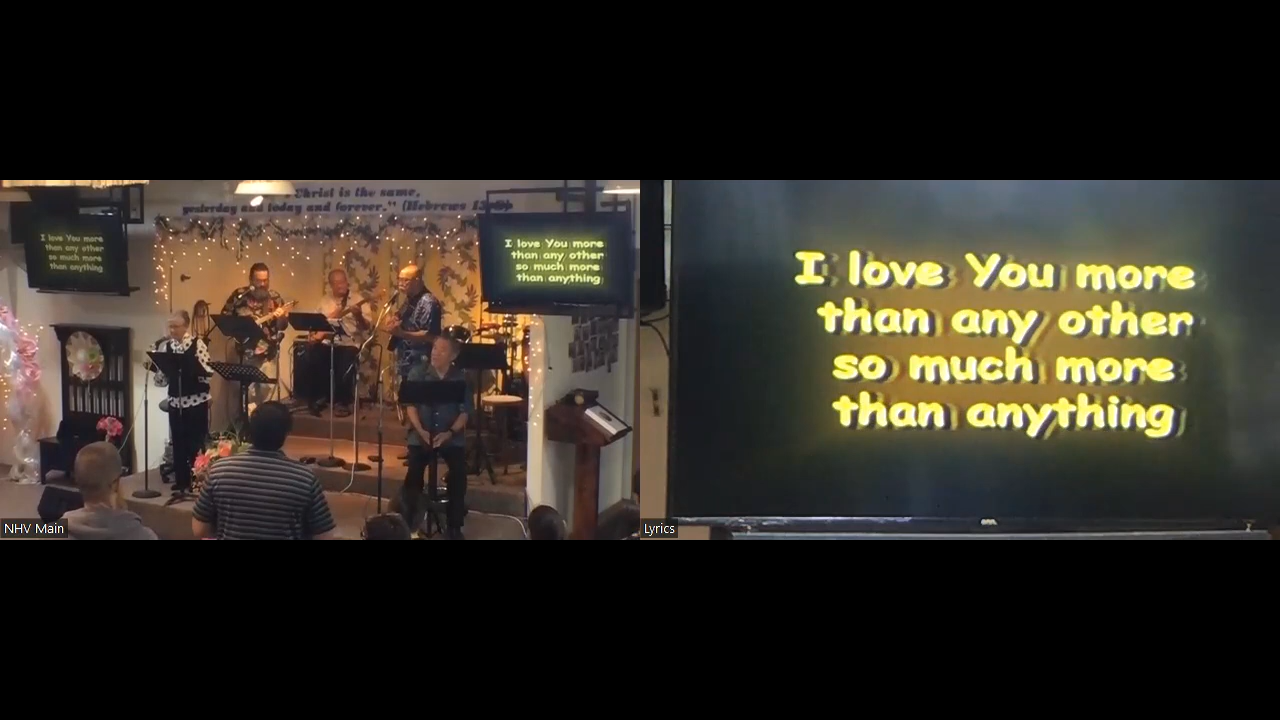 Christ is the same,
yesterday and today and forever." (Hebrews 13:8)
I love You more
than any other
so much more
than anything
I love You more
than any other
so much more
than anything
NHV Main
I love You more
than any other
so much more
than anything
Lyrics